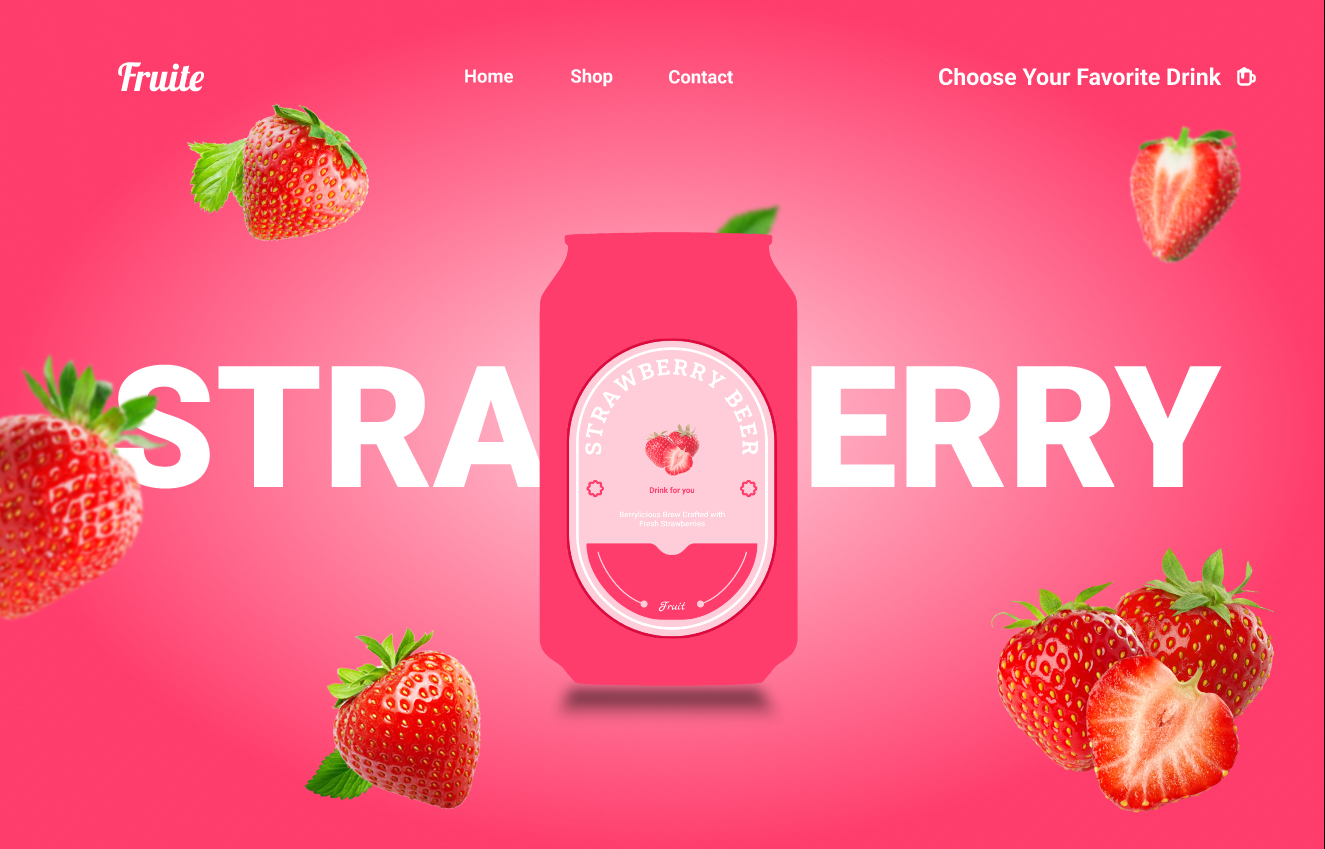 Fruite
Home
Shop
Contact
Choose Your Favorite Drink
STRA ERRY
STRAWBERRY BEER
Drink for you
Berrylicious Brew Crafted with
Fresh Strawberries
Fruit